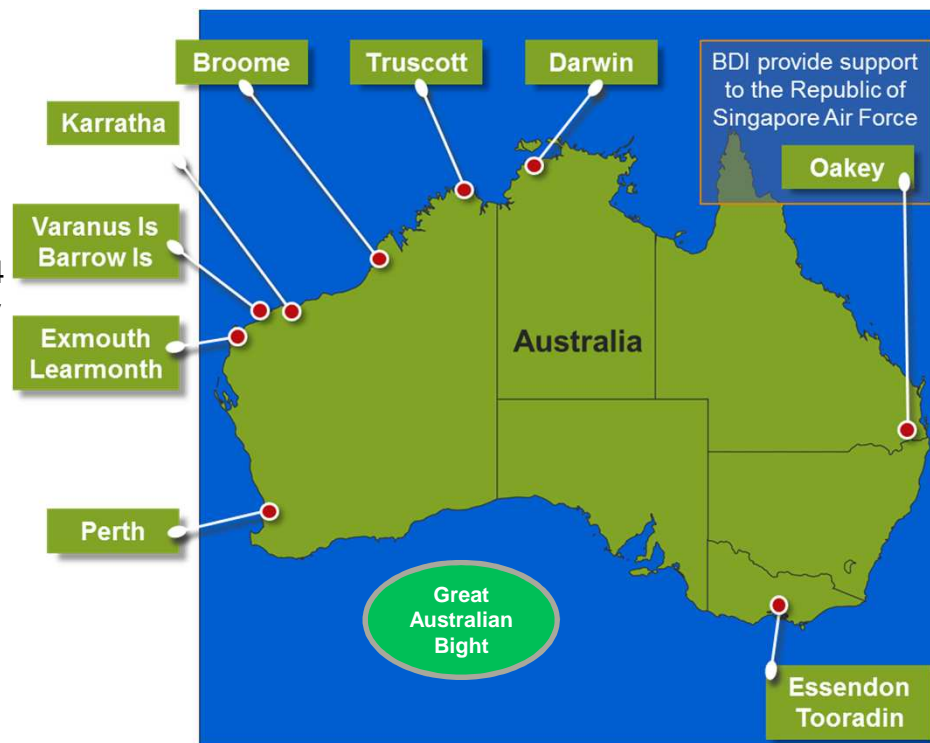 Broome
Truscott
Darwin
BDI provide support
to the Republic of
Singapore Air Force
Oakey
Karratha
Varanus Is
Barrow Is
4
Exmouth
Learmonth
Australia
Perth
Great
Australian
Bight
Essendon
Tooradin